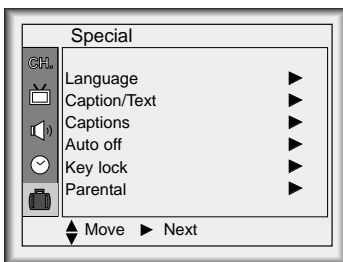 Special
CH.
Language
Caption/Text
Captions
Auto off
Key lock
Parental
Move Next